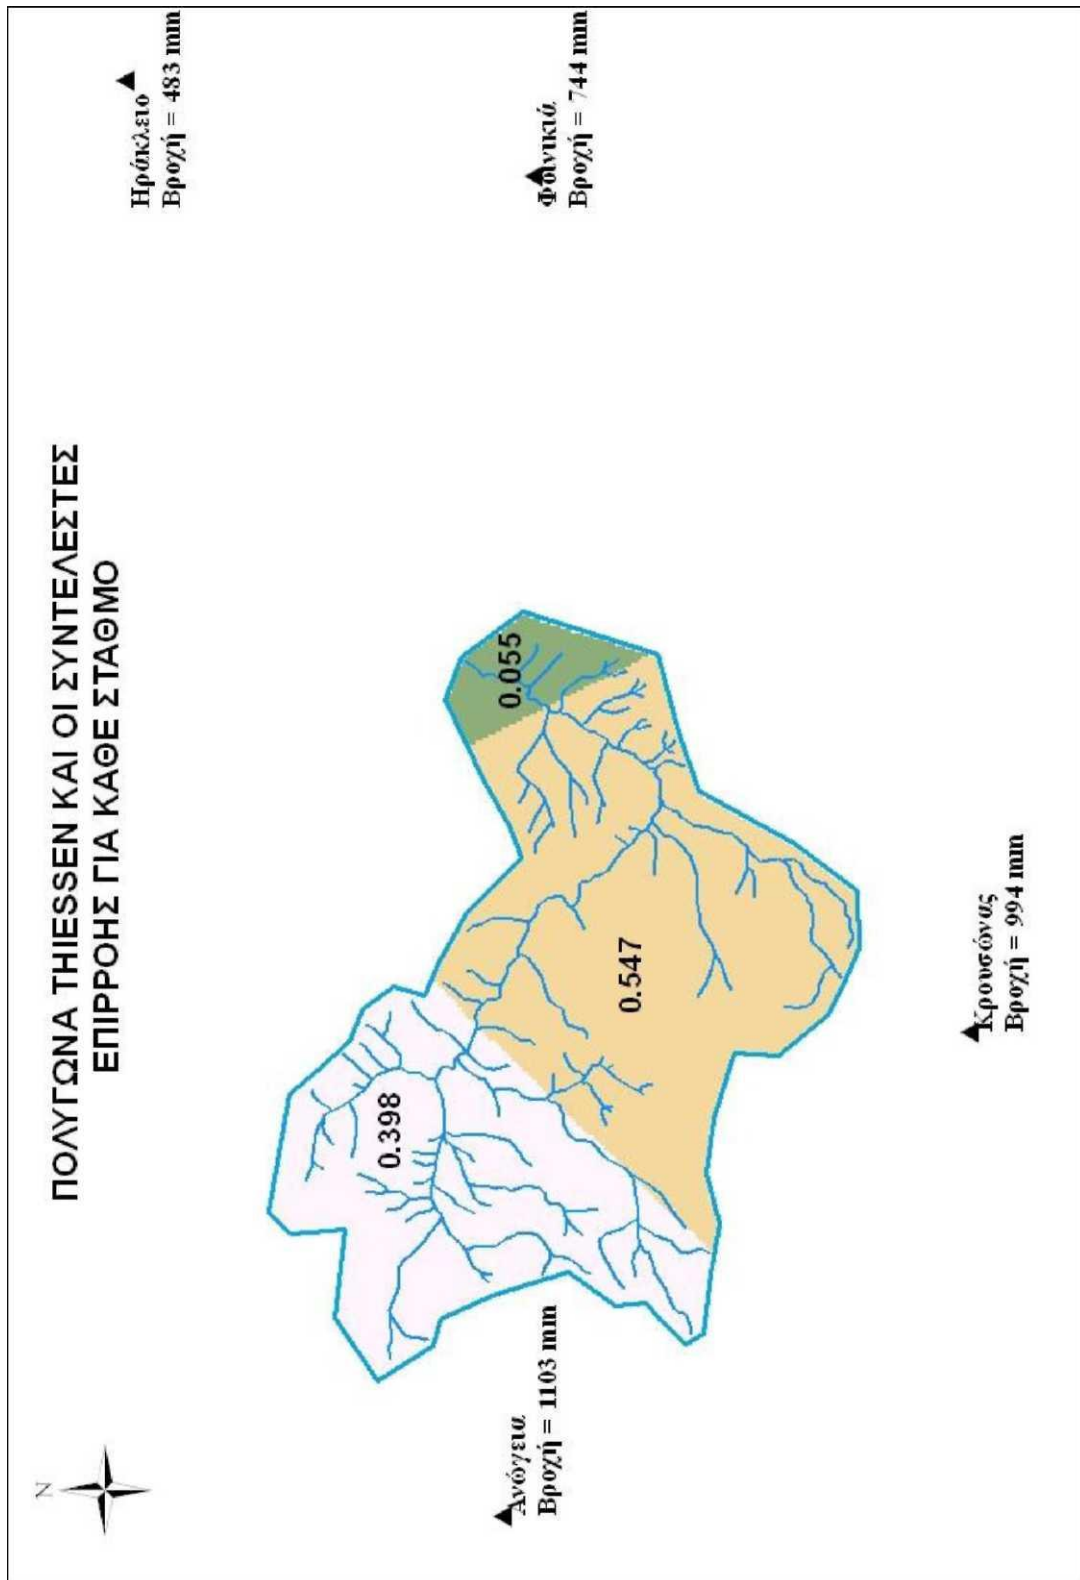 ΠΟΛΥΓΩΝΑ THIESSEN ΚΑΙ ΟΙ ΣΥΝΤΕΛΕΣΤΕΣ
ΕΠΙΡΡΟΗΣ ΓΙΑ ΚΑΘΕ ΣΤΑΘΜΟ
N
Ηράκλειο
Βροχή = 483 mm
0.398
0.055
Φοινικιά
Βροχή = 744 mm
Ανώγεια
Βροχή = 1103 mm
0.547
Κρουσώνας
Βροχή = 994 mm